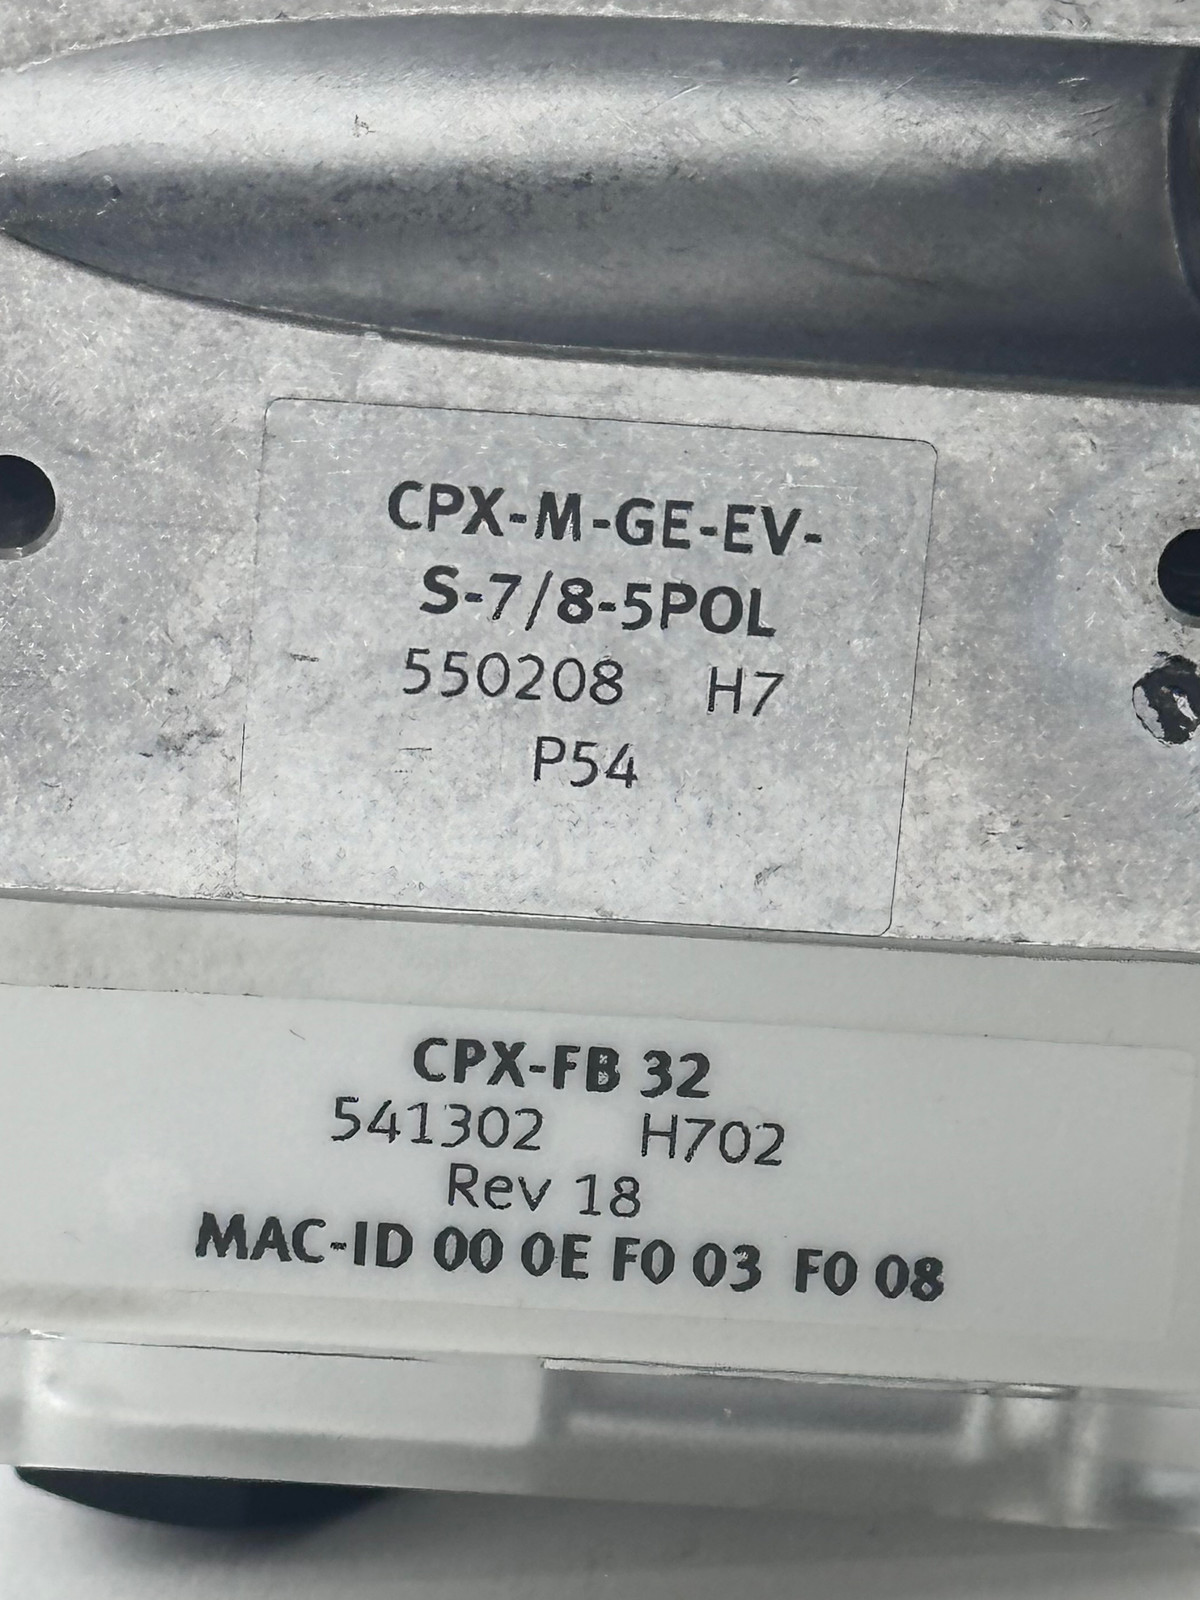 CPX-M-GE-EV-
S-7/8-5POL
550208 H7
P54
CPX-FB 32
541302 H702
Rev 18
MAC-ID 00 0E F0 03 F0 08